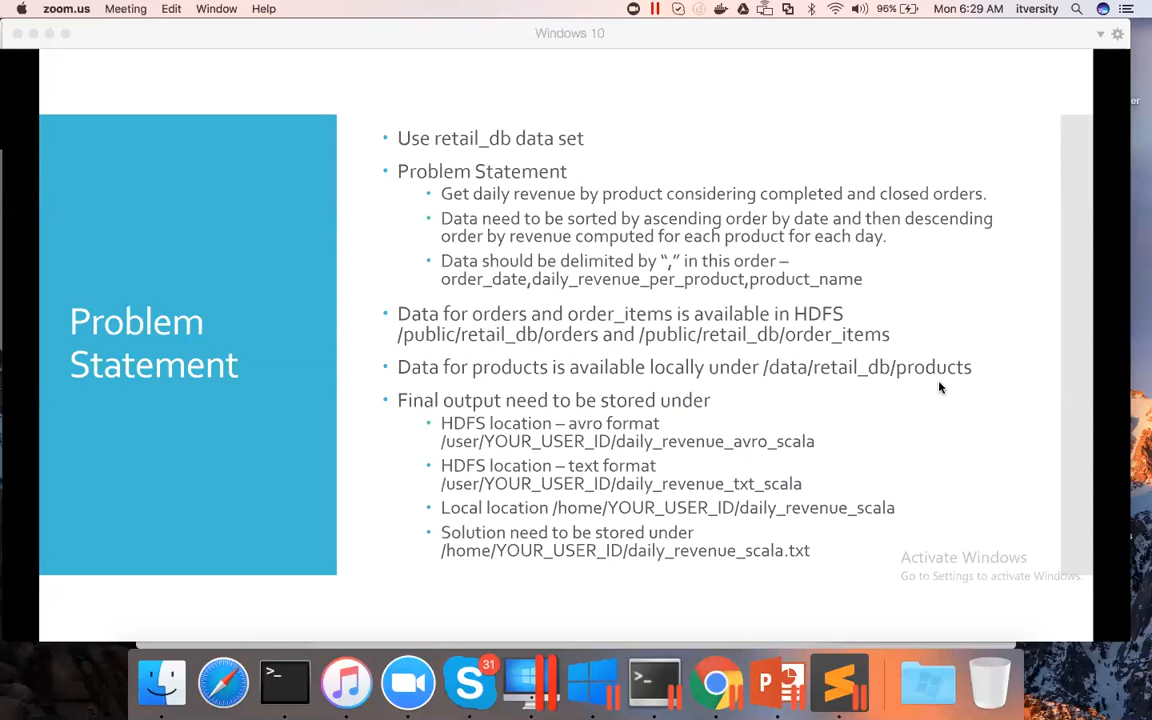 zoom.us Meeting Edit Window Help 96% Mon 6:29 AM itversity
Windows 10
Problem
Statement
• Use retail_db data set
• Problem Statement
• Get daily revenue by product considering completed and closed orders.
• Data need to be sorted by ascending order by date and then descending
order by revenue computed for each product for each day.
• Data should be delimited by “,” in this order –
order_date,daily_revenue_per_product,product_name
• Data for orders and order_items is available in HDFS
/public/retail_db/orders and /public/retail_db/order_items
• Data for products is available locally under /data/retail_db/products
• Final output need to be stored under
• HDFS location – avro format
/user/YOUR_USER_ID/daily_revenue_avro_scala
• HDFS location – text format
/user/YOUR_USER_ID/daily_revenue_txt_scala
• Local location /home/YOUR_USER_ID/daily_revenue_scala
• Solution need to be stored under
/home/YOUR_USER_ID/daily_revenue_scala.txt
Activate Windows
Go to Settings to activate Windows.
31